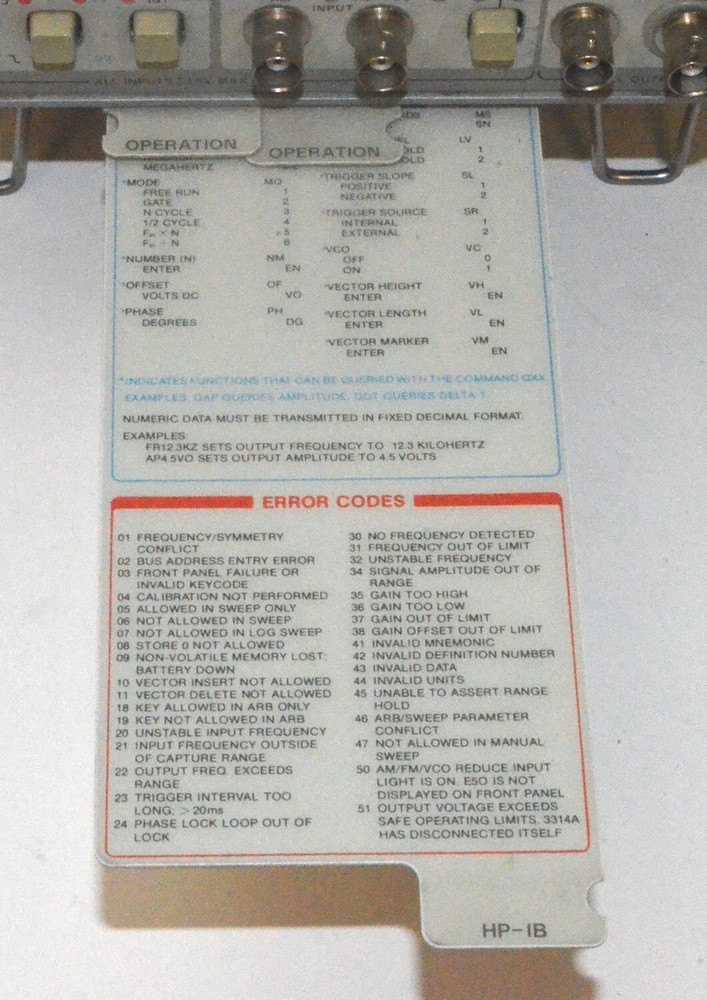 INPUT
OPERATION
OPERATION
MEGAHERTZ
*MODE MO
FREE RUN 1
GATE 2
N CYCLE 3
1/2 CYCLE 4
Fin × N 5
Fin ÷ N 6
*NUMBER (N) NM
ENTER EN
*OFFSET OF
VOLTS DC VO
*PHASE PH
DEGREES DG
MS
SN
LV
1
2
*TRIGGER SLOPE SL
POSITIVE 1
NEGATIVE 2
*TRIGGER SOURCE SR
INTERNAL 1
EXTERNAL 2
*VCO VC
OFF 0
ON 1
*VECTOR HEIGHT VH
ENTER EN
*VECTOR LENGTH VL
ENTER EN
*VECTOR MARKER VM
ENTER EN
*INDICATES FUNCTIONS THAT CAN BE QUERIED WITH THE COMMAND QXX
EXAMPLES: QAP QUERIES AMPLITUDE, QDT QUERIES DELTA T.
NUMERIC DATA MUST BE TRANSMITTED IN FIXED DECIMAL FORMAT.
EXAMPLES:
FR12.3KZ SETS OUTPUT FREQUENCY TO 12.3 KILOHERTZ
AP4.5VO SETS OUTPUT AMPLITUDE TO 4.5 VOLTS
ERROR CODES
01 FREQUENCY/SYMMETRY
CONFLICT
02 BUS ADDRESS ENTRY ERROR
03 FRONT PANEL FAILURE OR
INVALID KEYCODE
04 CALIBRATION NOT PERFORMED
05 ALLOWED IN SWEEP ONLY
06 NOT ALLOWED IN SWEEP
07 NOT ALLOWED IN LOG SWEEP
08 STORE 0 NOT ALLOWED
09 NON-VOLATILE MEMORY LOST:
BATTERY DOWN
10 VECTOR INSERT NOT ALLOWED
11 VECTOR DELETE NOT ALLOWED
18 KEY ALLOWED IN ARB ONLY
19 KEY NOT ALLOWED IN ARB
20 UNSTABLE INPUT FREQUENCY
21 INPUT FREQUENCY OUTSIDE
OF CAPTURE RANGE
22 OUTPUT FREQ. EXCEEDS
RANGE
23 TRIGGER INTERVAL TOO
LONG; > 20ms
24 PHASE LOCK LOOP OUT OF
LOCK
30 NO FREQUENCY DETECTED
31 FREQUENCY OUT OF LIMIT
32 UNSTABLE FREQUENCY
34 SIGNAL AMPLITUDE OUT OF
RANGE
35 GAIN TOO HIGH
36 GAIN TOO LOW
37 GAIN OUT OF LIMIT
38 GAIN OFFSET OUT OF LIMIT
41 INVALID MNEMONIC
42 INVALID DEFINITION NUMBER
43 INVALID DATA
44 INVALID UNITS
45 UNABLE TO ASSERT RANGE
HOLD
46 ARB/SWEEP PARAMETER
CONFLICT
47 NOT ALLOWED IN MANUAL
SWEEP
50 AM/FM/VCO REDUCE INPUT
LIGHT IS ON. E50 IS NOT
DISPLAYED ON FRONT PANEL
51 OUTPUT VOLTAGE EXCEEDS
SAFE OPERATING LIMITS. 3314A
HAS DISCONNECTED ITSELF
HP-IB